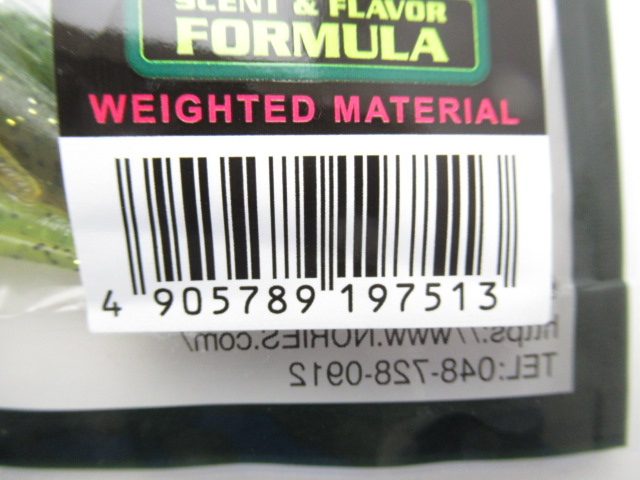 SCENT & FLAVOR
FORMULA
WEIGHTED MATERIAL
4 905789 197513
https://www.NORIES.com/
TEL:048-728-0912